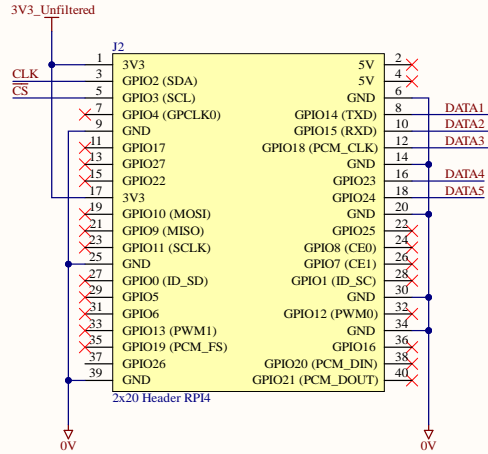 3V3_Unfiltered
J2
1 3V3 5V 2
CLK 3 GPIO2 (SDA) 5V 4
CS 5 GPIO3 (SCL) GND 6
7 GPIO4 (GPCLK0) GPIO14 (TXD) 8 DATA1
9 GND GPIO15 (RXD) 10 DATA2
11 GPIO17 GPIO18 (PCM_CLK) 12 DATA3
13 GPIO27 GND 14
15 GPIO22 GPIO23 16 DATA4
17 3V3 GPIO24 18 DATA5
19 GPIO10 (MOSI) GND 20
21 GPIO9 (MISO) GPIO25 22
23 GPIO11 (SCLK) GPIO8 (CE0) 24
25 GND GPIO7 (CE1) 26
27 GPIO0 (ID_SD) GPIO1 (ID_SC) 28
29 GPIO5 GND 30
31 GPIO6 GPIO12 (PWM0) 32
33 GPIO13 (PWM1) GND 34
35 GPIO19 (PCM_FS) GPIO16 36
37 GPIO26 GPIO20 (PCM_DIN) 38
39 GND GPIO21 (PCM_DOUT) 40
2x20 Header RPI4
0V 0V